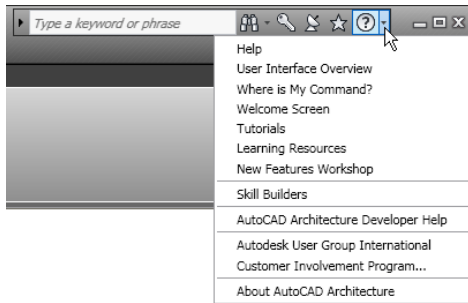 Type a keyword or phrase
Help
User Interface Overview
Where is My Command?
Welcome Screen
Tutorials
Learning Resources
New Features Workshop
Skill Builders
AutoCAD Architecture Developer Help
Autodesk User Group International
Customer Involvement Program...
About AutoCAD Architecture